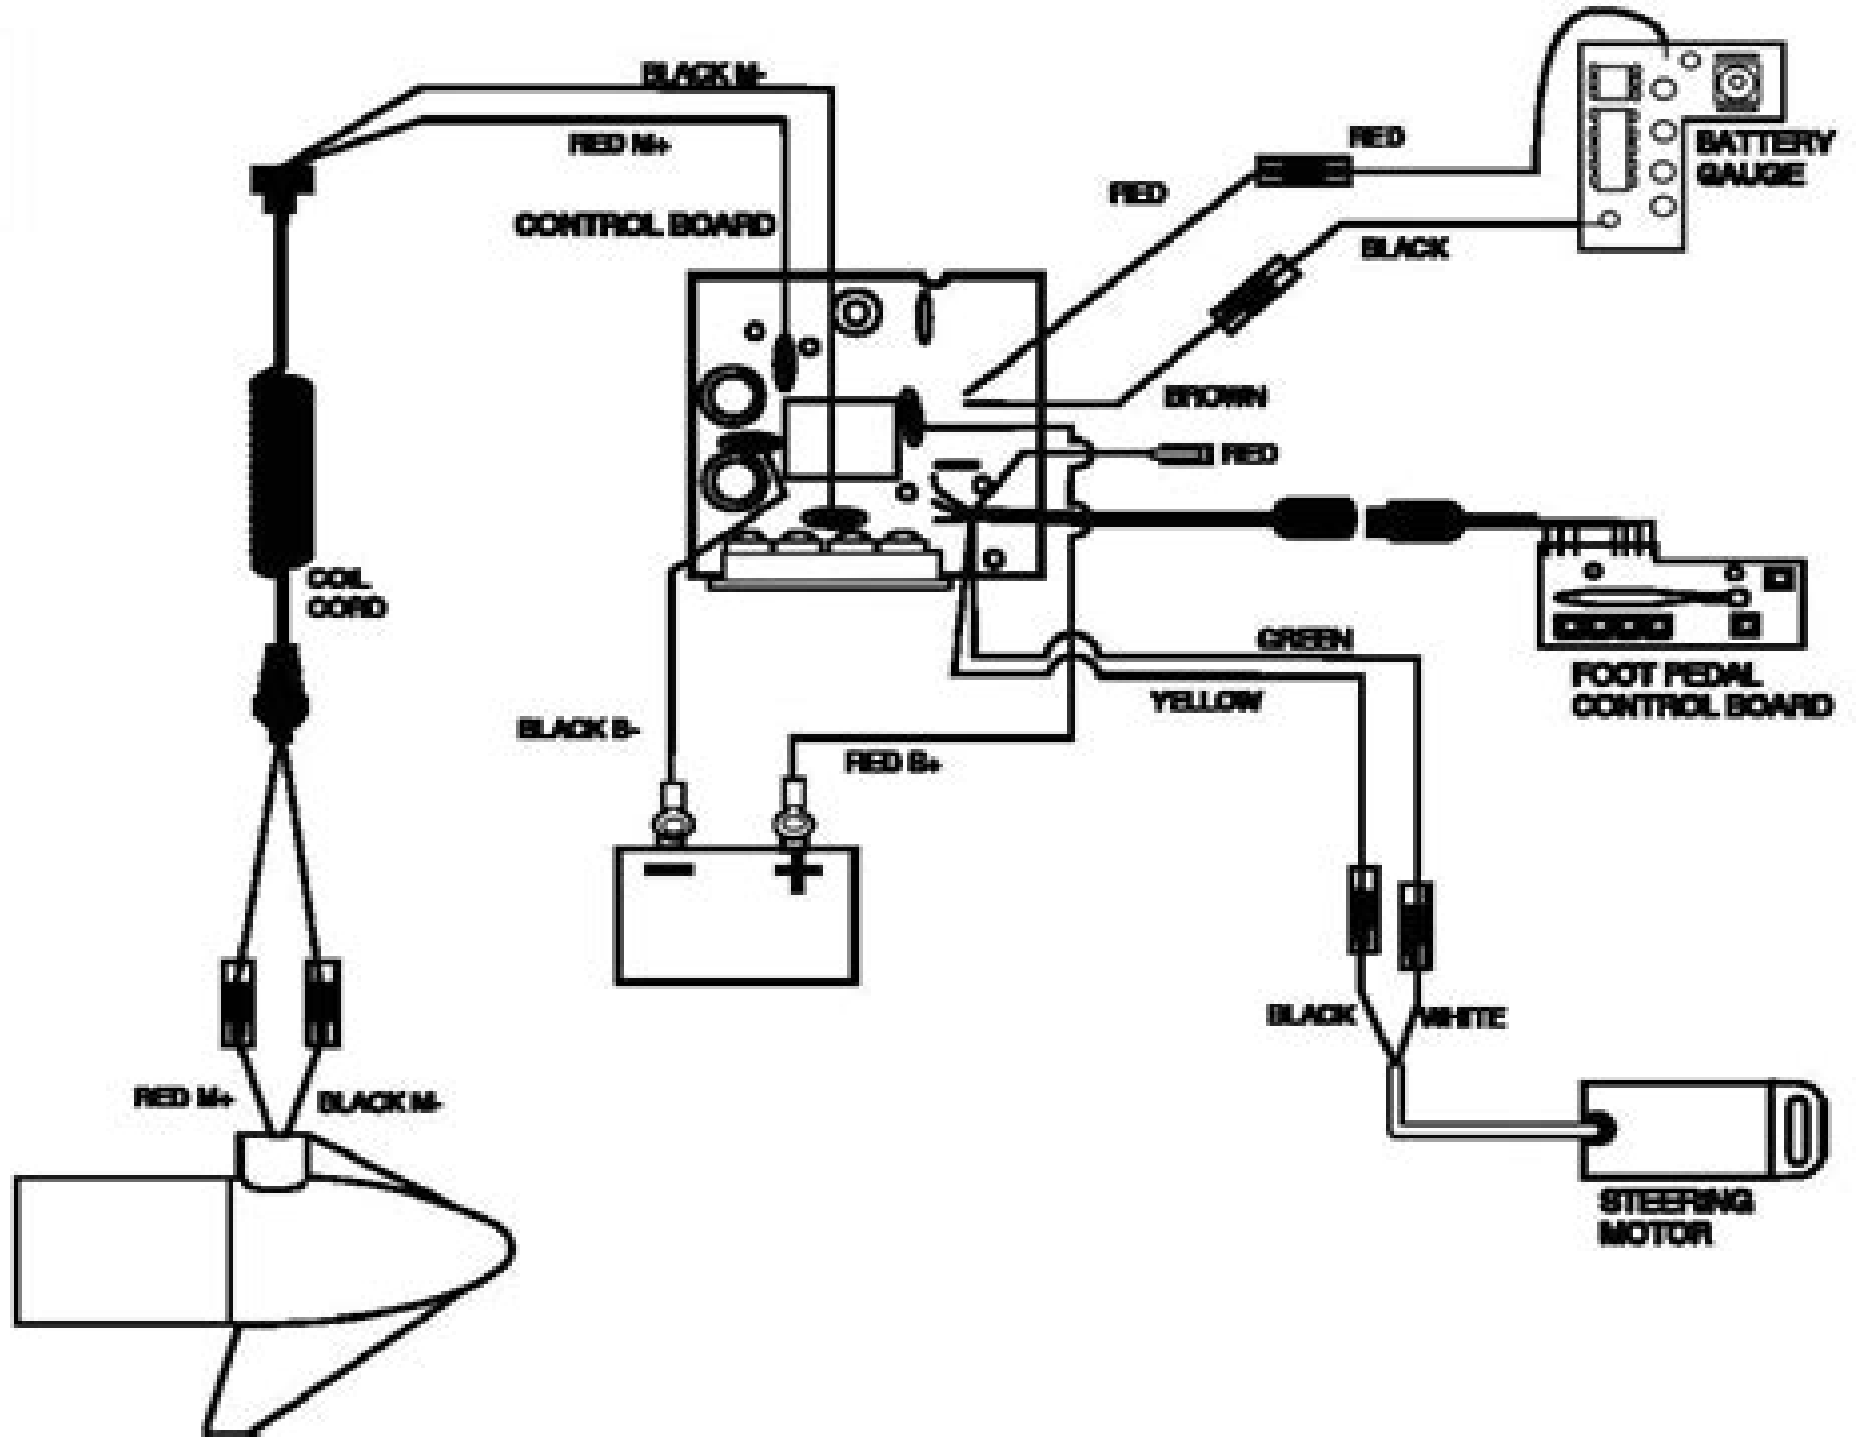 BLACK M-
RED M+
CONTROL BOARD
RED
RED
BATTERY
GAUGE
BLACK
BROWN
RED
COIL
CORD
GREEN
YELLOW
FOOT PEDAL
CONTROL BOARD
BLACK B-
RED B+
−
+
BLACK
WHITE
RED M+
BLACK M-
STEERING
MOTOR